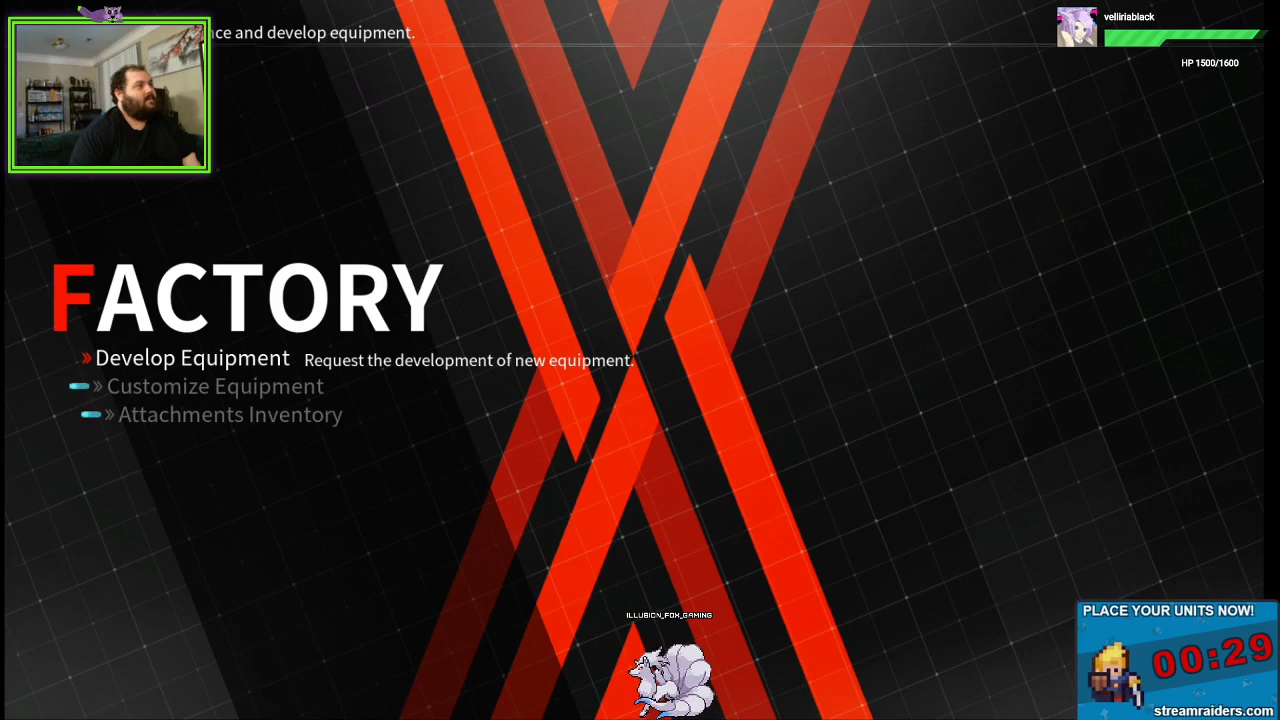 nce and develop equipment.
velliriablack
HP 1500/1600
FACTORY
» Develop Equipment Request the development of new equipment.
» Customize Equipment
» Attachments Inventory
ILLUSION_FOX_GAMING
PLACE YOUR UNITS NOW!
00:29
streamraiders.com